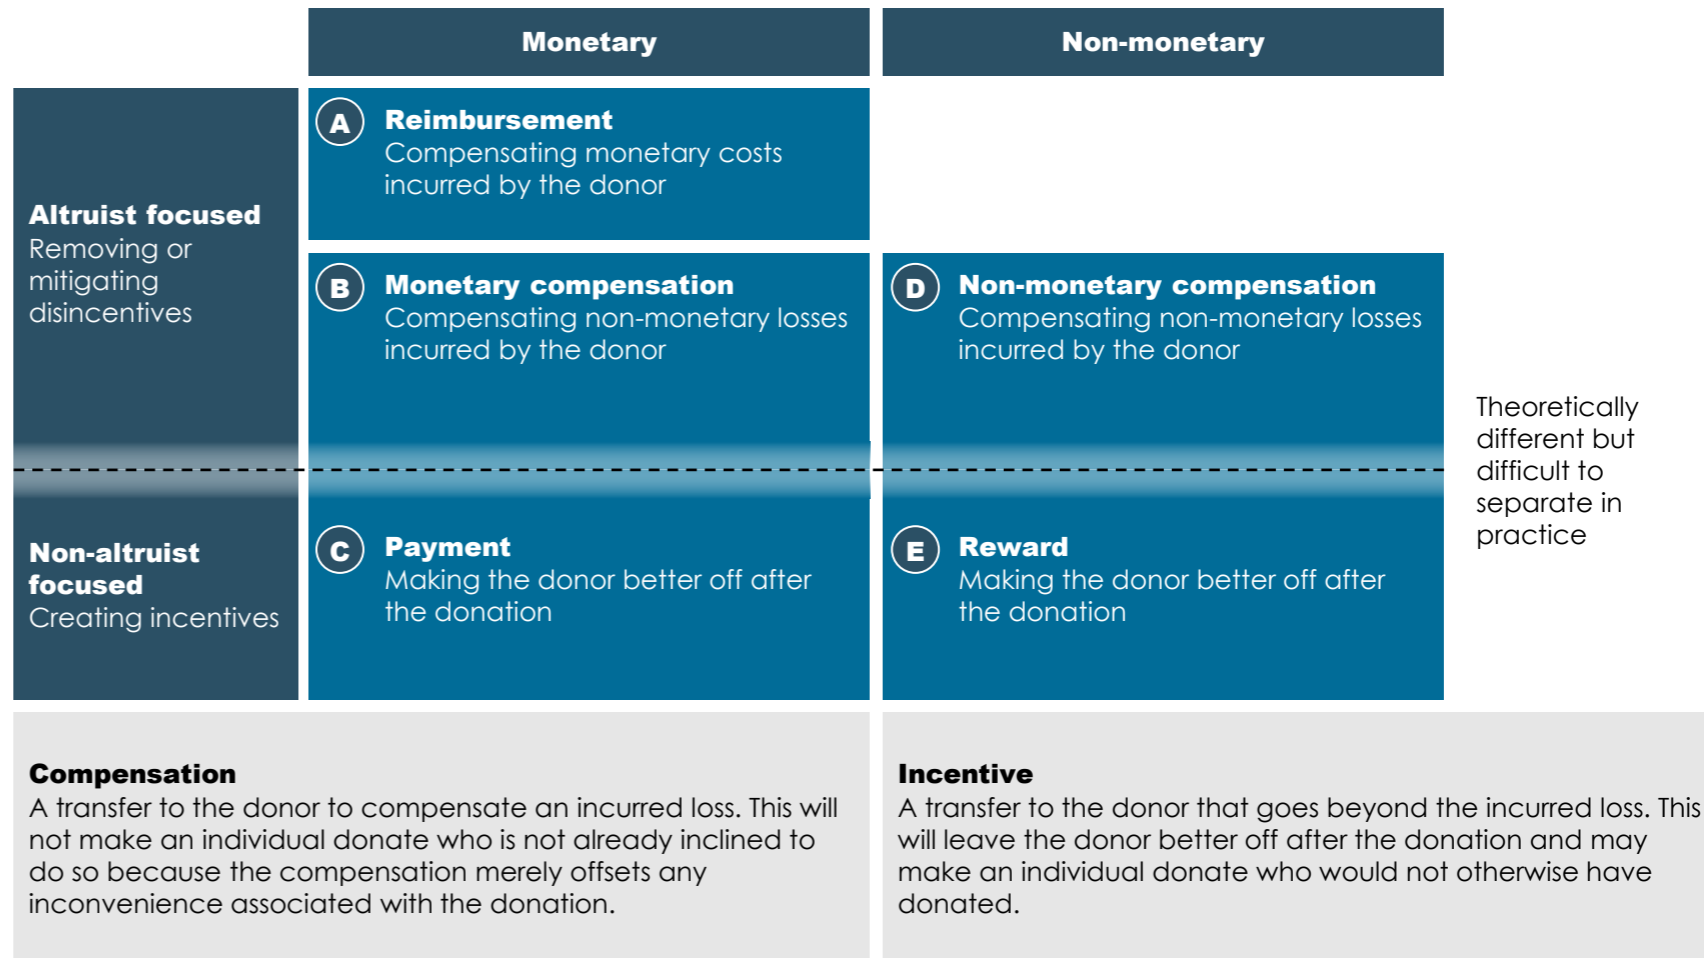 Monetary
Non-monetary
Altruist focused
Removing or
mitigating
disincentives
A
Reimbursement
Compensating monetary costs
incurred by the donor
B
Monetary compensation
Compensating non-monetary losses
incurred by the donor
D
Non-monetary compensation
Compensating non-monetary losses
incurred by the donor
Theoretically
different but
difficult to
separate in
practice
Non-altruist
focused
Creating incentives
C
Payment
Making the donor better off after
the donation
E
Reward
Making the donor better off after
the donation
Compensation
A transfer to the donor to compensate an incurred loss. This will
not make an individual donate who is not already inclined to
do so because the compensation merely offsets any
inconvenience associated with the donation.
Incentive
A transfer to the donor that goes beyond the incurred loss. This
will leave the donor better off after the donation and may
make an individual donate who would not otherwise have
donated.